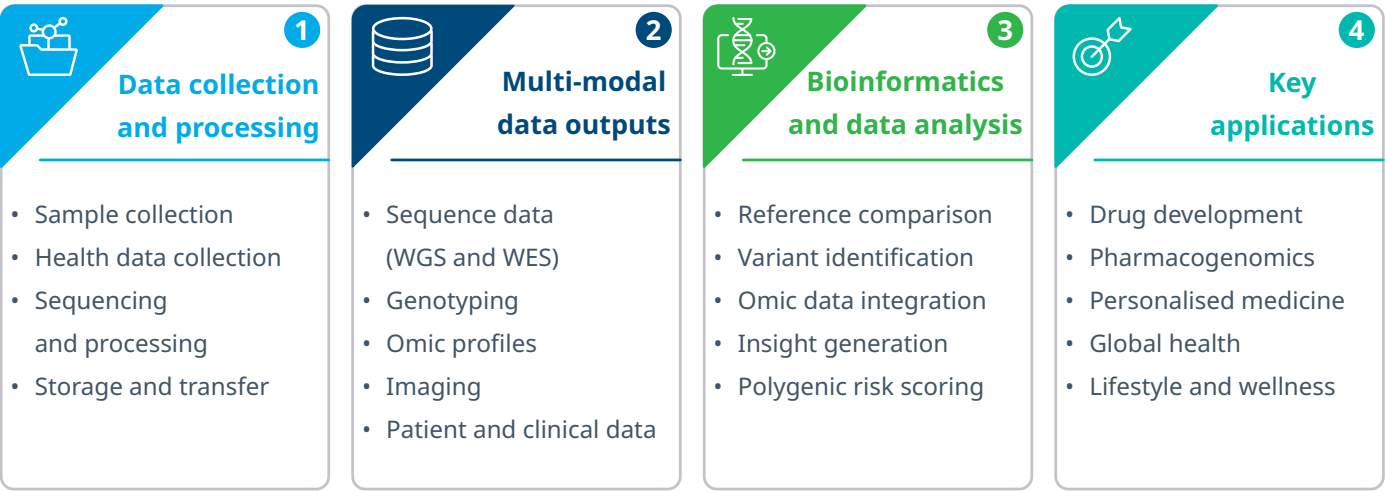 1
Data collection
and processing
• Sample collection
• Health data collection
• Sequencing
and processing
• Storage and transfer
2
Multi-modal
data outputs
• Sequence data
(WGS and WES)
• Genotyping
• Omic profiles
• Imaging
• Patient and clinical data
3
Bioinformatics
and data analysis
• Reference comparison
• Variant identification
• Omic data integration
• Insight generation
• Polygenic risk scoring
4
Key
applications
• Drug development
• Pharmacogenomics
• Personalised medicine
• Global health
• Lifestyle and wellness